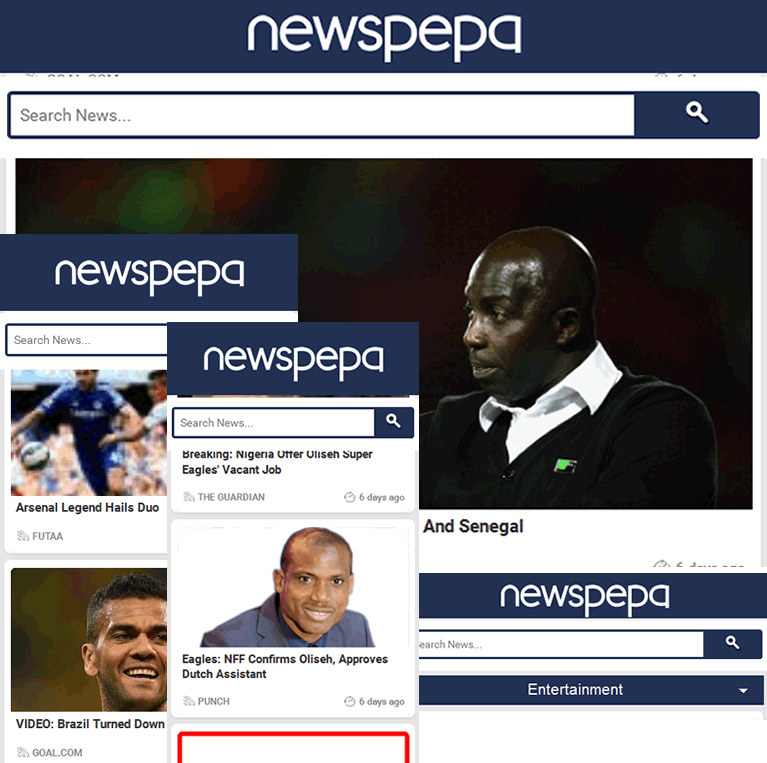 newspepa
Search News...
newspepa
Search News...
newspepa
Search News...
Breaking: Nigeria Offer Oliseh Super
Eagles' Vacant Job
THE GUARDIAN
6 days ago
Arsenal Legend Hails Duo
FUTAA
And Senegal
newspepa
earch News...
Entertainment
Eagles: NFF Confirms Oliseh, Approves
Dutch Assistant
PUNCH
6 days ago
VIDEO: Brazil Turned Down
GOAL.COM